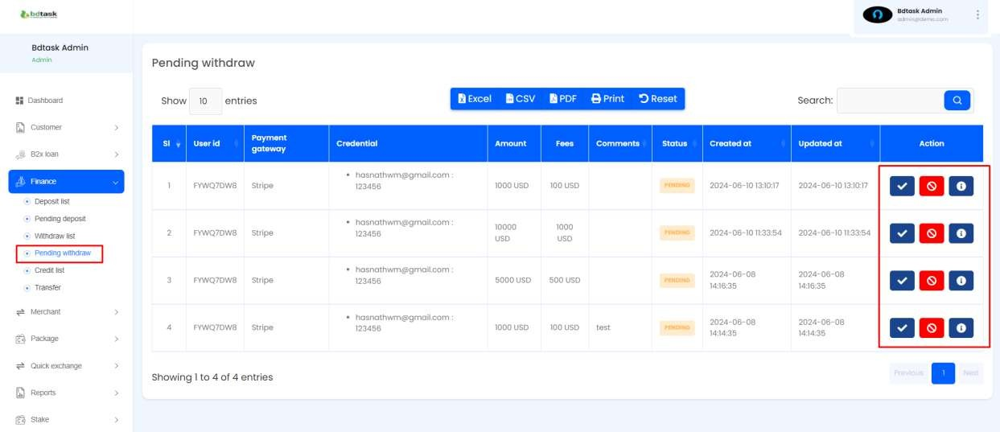 bdtask
Bdtask Admin
admin@demo.com
Bdtask Admin
Admin
Dashboard
Customer
B2x loan
Finance
Deposit list
Pending deposit
Withdraw list
Pending withdraw
Credit list
Transfer
Merchant
Package
Quick exchange
Reports
Stake
Pending withdraw
Show 10 entries
Excel CSV PDF Print Reset
Search:
Sl User id Payment gateway Credential Amount Fees Comments Status Created at Updated at Action
1 FYWQ7DW8 Stripe • hasnathwm@gmail.com : 123456 1000 USD 100 USD PENDING 2024-06-10 13:10:17 2024-06-10 13:10:17
2 FYWQ7DW8 Stripe • hasnathwm@gmail.com : 123456 10000 USD 1000 USD PENDING 2024-06-10 11:33:54 2024-06-10 11:33:54
3 FYWQ7DW8 Stripe • hasnathwm@gmail.com : 123456 5000 USD 500 USD PENDING 2024-06-08 14:16:35 2024-06-08 14:16:35
4 FYWQ7DW8 Stripe • hasnathwm@gmail.com : 123456 1000 USD 100 USD test PENDING 2024-06-08 14:14:35 2024-06-08 14:14:35
Showing 1 to 4 of 4 entries
Previous 1 Next